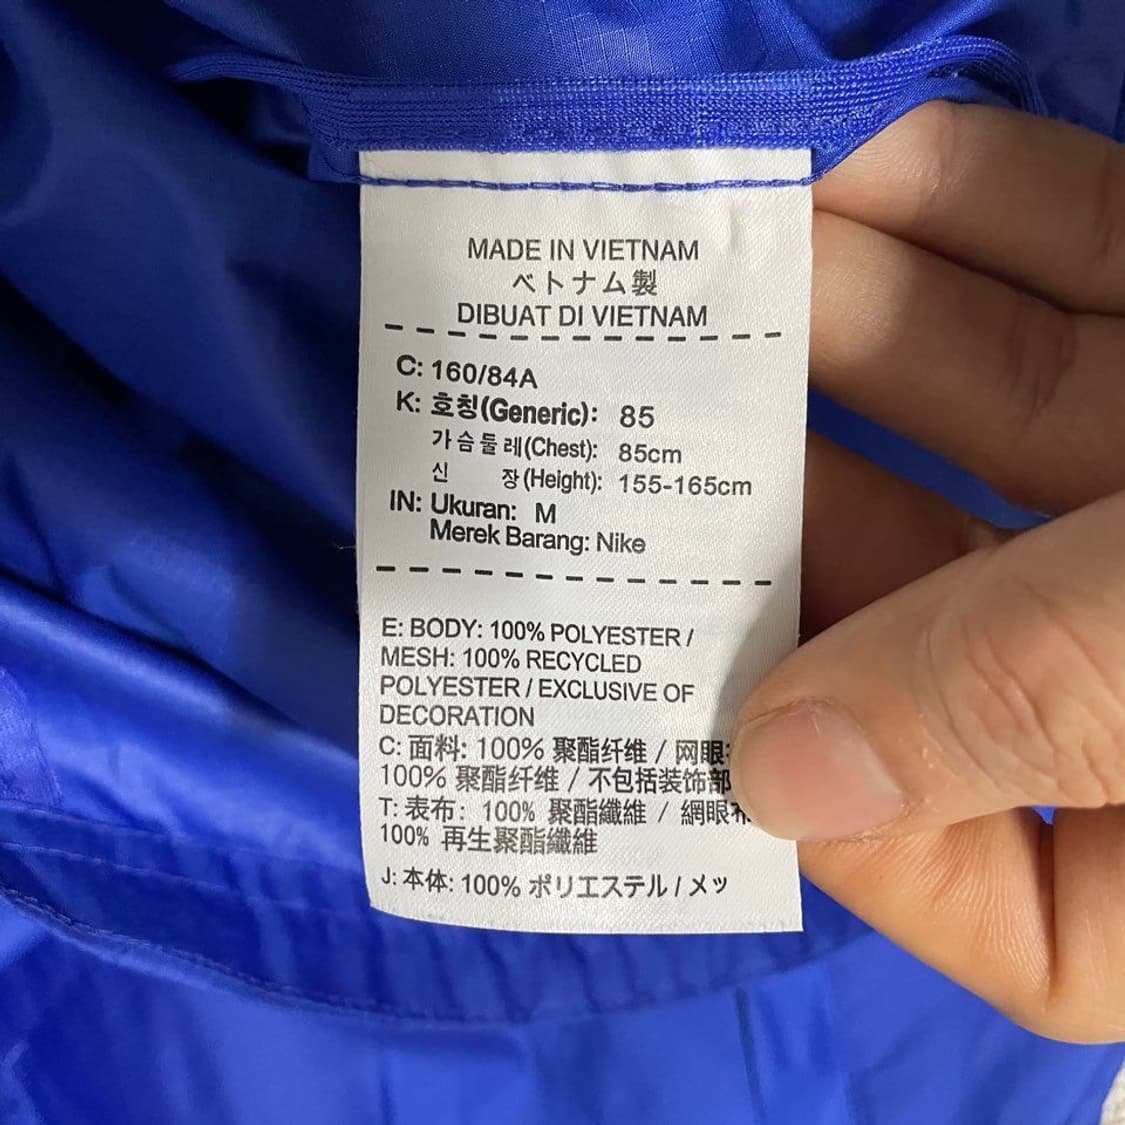 MADE IN VIETNAM
ベトナム製
DIBUAT DI VIETNAM
C: 160/84A
K: 호칭(Generic): 85
가슴둘레(Chest): 85cm
신 장(Height): 155-165cm
IN: Ukuran: M
Merek Barang: Nike
E: BODY: 100% POLYESTER /
MESH: 100% RECYCLED
POLYESTER / EXCLUSIVE OF
DECORATION
C: 面料: 100% 聚酯纤维 / 网眼
100% 聚酯纤维 / 不包括装饰部
T: 表布: 100% 聚酯纖維 / 網眼布
100% 再生聚酯纖維
J: 本体: 100% ポリエステル / メッ